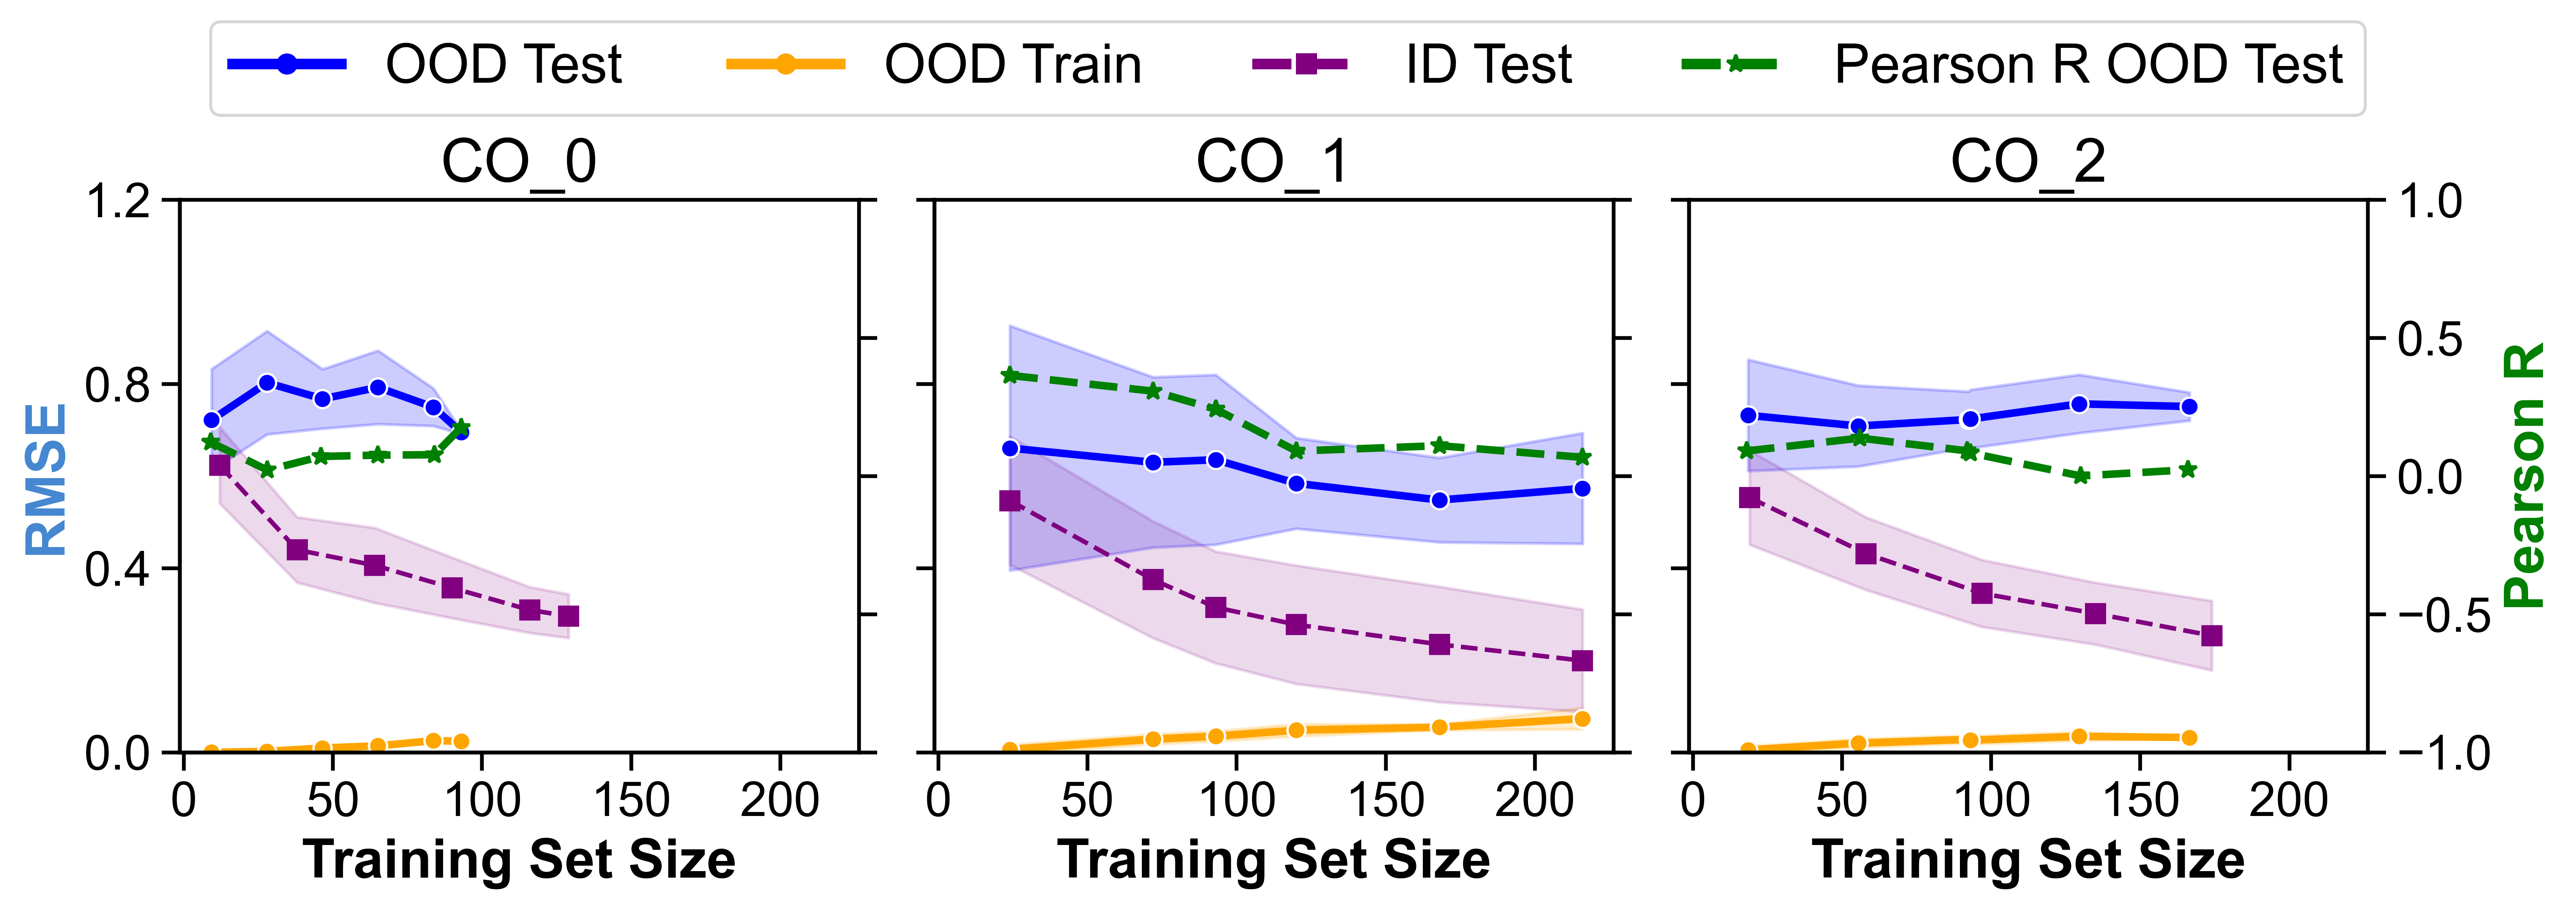 OOD Test OOD Train ID Test Pearson R OOD Test
CO_0 CO_1 CO_2
1.2
0.8
0.4
0.0
RMSE
1.0
0.5
0.0
−0.5
−1.0
Pearson R
0 50 100 150 200
0 50 100 150 200
0 50 100 150 200
Training Set Size Training Set Size Training Set Size